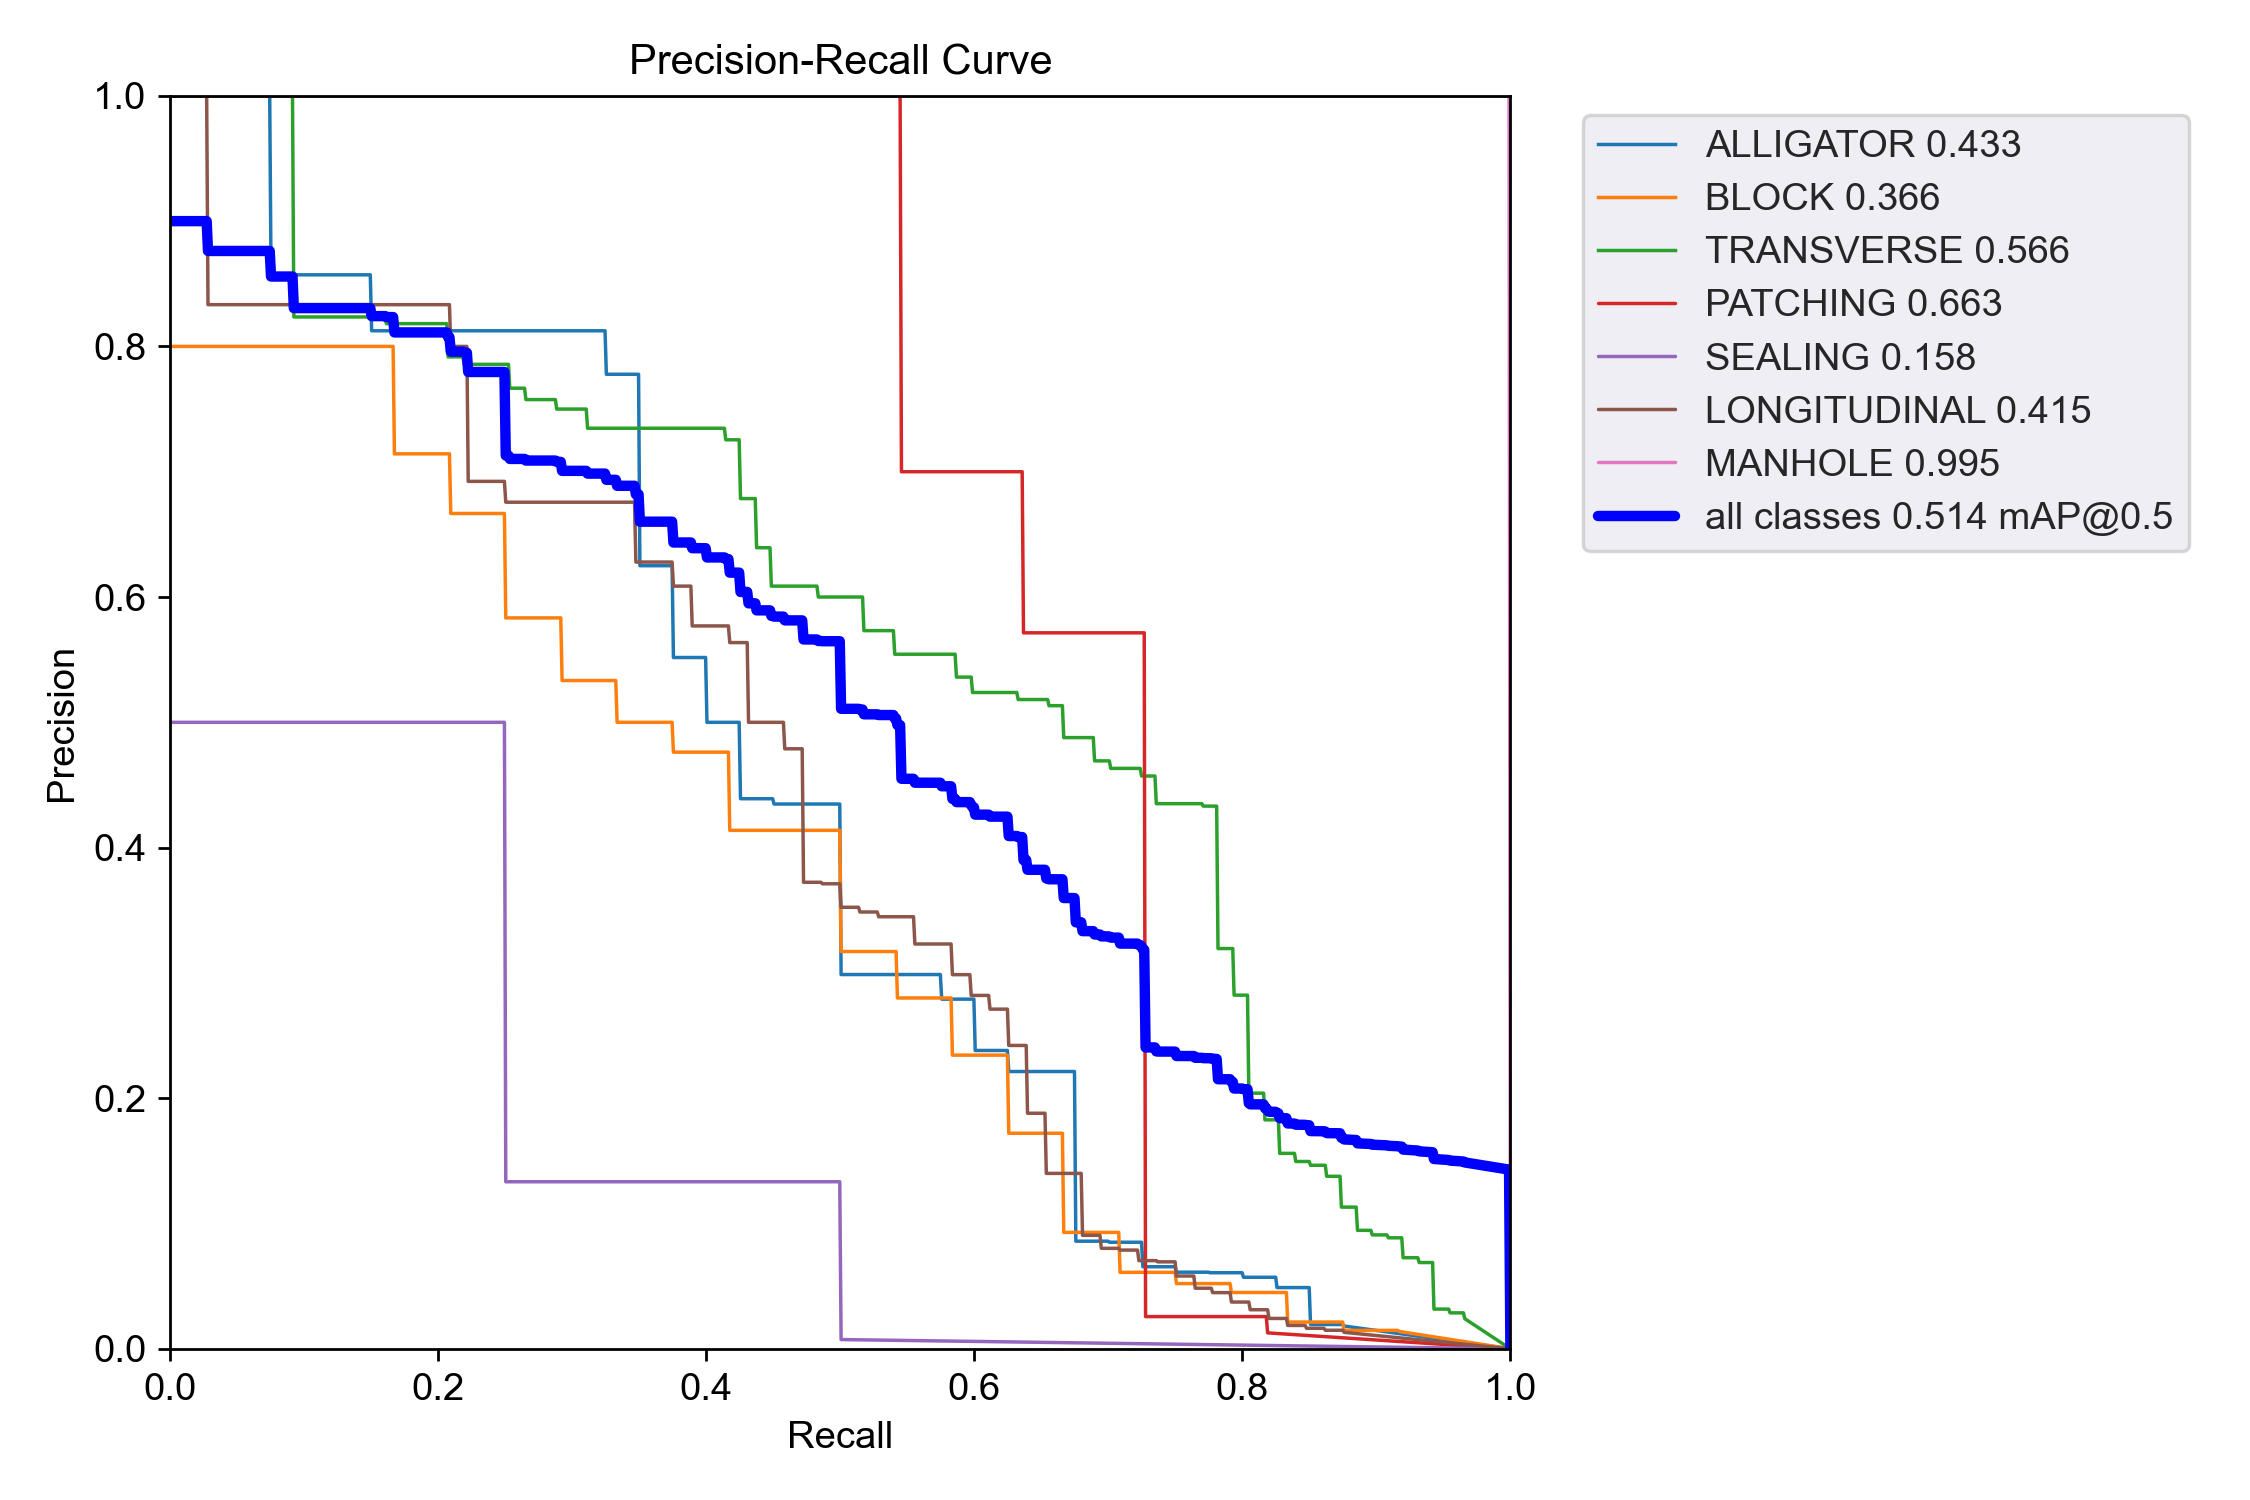 Precision-Recall Curve
1.0
0.8
0.6
0.4
0.2
0.0
Precision
0.0 0.2 0.4 0.6 0.8 1.0
Recall
ALLIGATOR 0.433
BLOCK 0.366
TRANSVERSE 0.566
PATCHING 0.663
SEALING 0.158
LONGITUDINAL 0.415
MANHOLE 0.995
all classes 0.514 mAP@0.5